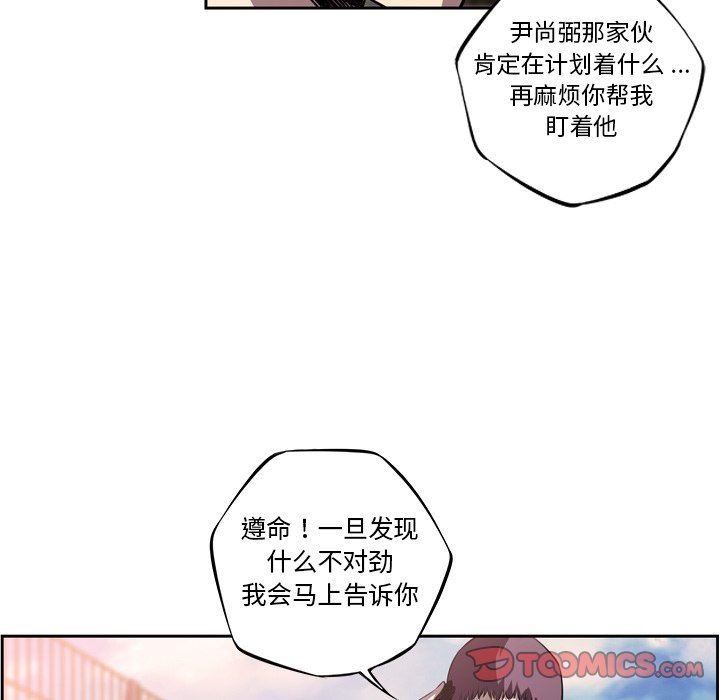 尹尚弼那家伙
肯定在计划着什么...
再麻烦你帮我
盯着他
遵命！一旦发现
什么不对劲
我会马上告诉你
TOOMICS.COM